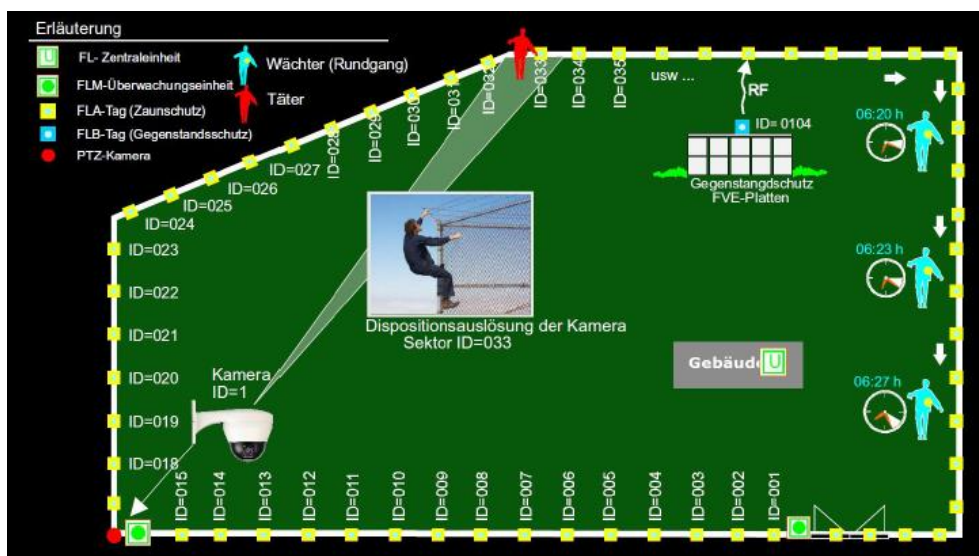 Erläuterung
FL- Zentraleinheit
FLM-Überwachungseinheit
FLA-Tag (Zaunschutz)
FLB-Tag (Gegenstandsschutz)
PTZ-Kamera
Wächter (Rundgang)
Täter
U
ID=024
ID=025
ID=026
ID=027
ID=028
ID=029
ID=030
ID=031
ID=032
ID=033
ID=034
ID=035
usw ...
RF
ID= 0104
Gegenstangdschutz
FVE-Platten
06:20 h
06:23 h
06:27 h
ID=023
ID=022
ID=021
ID=020
ID=019
ID=018
Dispositionsauslösung der Kamera
Sektor ID=033
Kamera
ID=1
Gebäude
U
ID=015
ID=014
ID=013
ID=012
ID=011
ID=010
ID=009
ID=008
ID=007
ID=006
ID=005
ID=004
ID=003
ID=002
ID=001